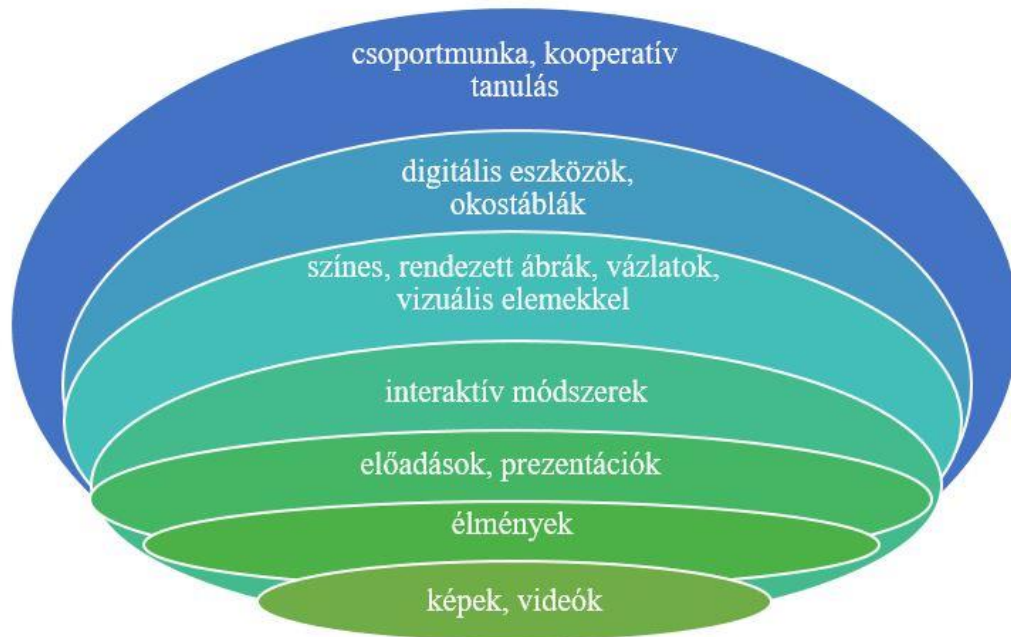 csoportmunka, kooperatív
tanulás
digitális eszközök,
okostáblák
színes, rendezett ábrák, vázlatok,
vizuális elemekkel
interaktív módszerek
előadások, prezentációk
élmények
képek, videók